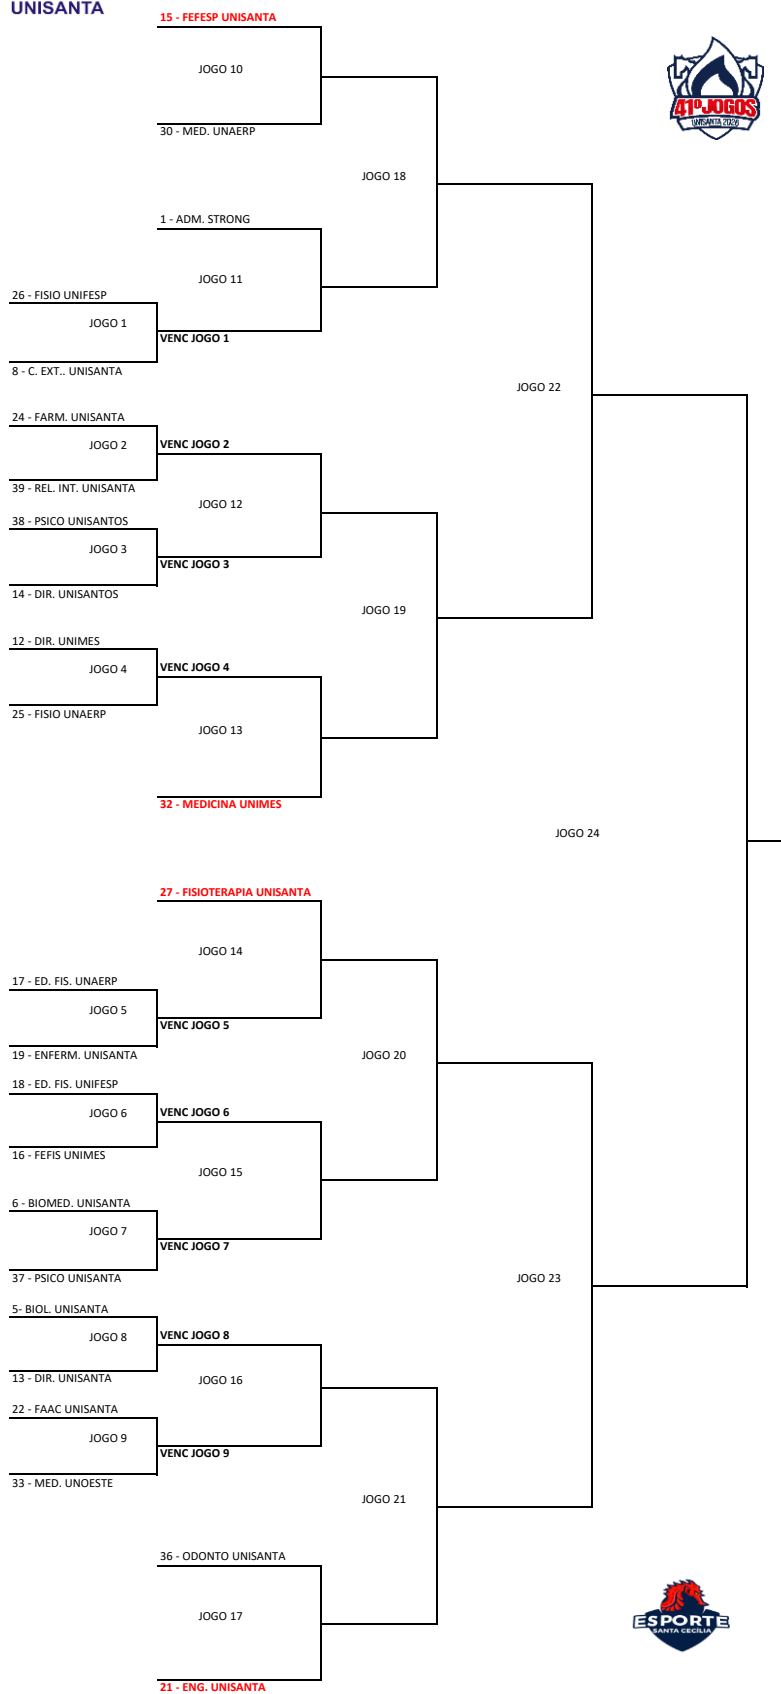 UNISANTA
15 - FEFESP UNISANTA
JOGO 10
41º JOGOS
UNISANTA 2026
30 - MED. UNAERP
JOGO 18
1 - ADM. STRONG
JOGO 11
26 - FISIO UNIFESP
JOGO 1
VENC JOGO 1
8 - C. EXT.. UNISANTA
JOGO 22
24 - FARM. UNISANTA
JOGO 2
VENC JOGO 2
39 - REL. INT. UNISANTA
JOGO 12
38 - PSICO UNISANTOS
JOGO 3
VENC JOGO 3
14 - DIR. UNISANTOS
JOGO 19
12 - DIR. UNIMES
JOGO 4
VENC JOGO 4
25 - FISIO UNAERP
JOGO 13
32 - MEDICINA UNIMES
JOGO 24
27 - FISIOTERAPIA UNISANTA
JOGO 14
17 - ED. FIS. UNAERP
JOGO 5
VENC JOGO 5
19 - ENFERM. UNISANTA
JOGO 20
18 - ED. FIS. UNIFESP
JOGO 6
VENC JOGO 6
16 - FEFIS UNIMES
JOGO 15
6 - BIOMED. UNISANTA
JOGO 7
VENC JOGO 7
37 - PSICO UNISANTA
JOGO 23
5- BIOL. UNISANTA
JOGO 8
VENC JOGO 8
13 - DIR. UNISANTA
JOGO 16
22 - FAAC UNISANTA
JOGO 9
VENC JOGO 9
33 - MED. UNOESTE
JOGO 21
36 - ODONTO UNISANTA
JOGO 17
ESPORTE
SANTA CECÍLIA
21 - ENG. UNISANTA